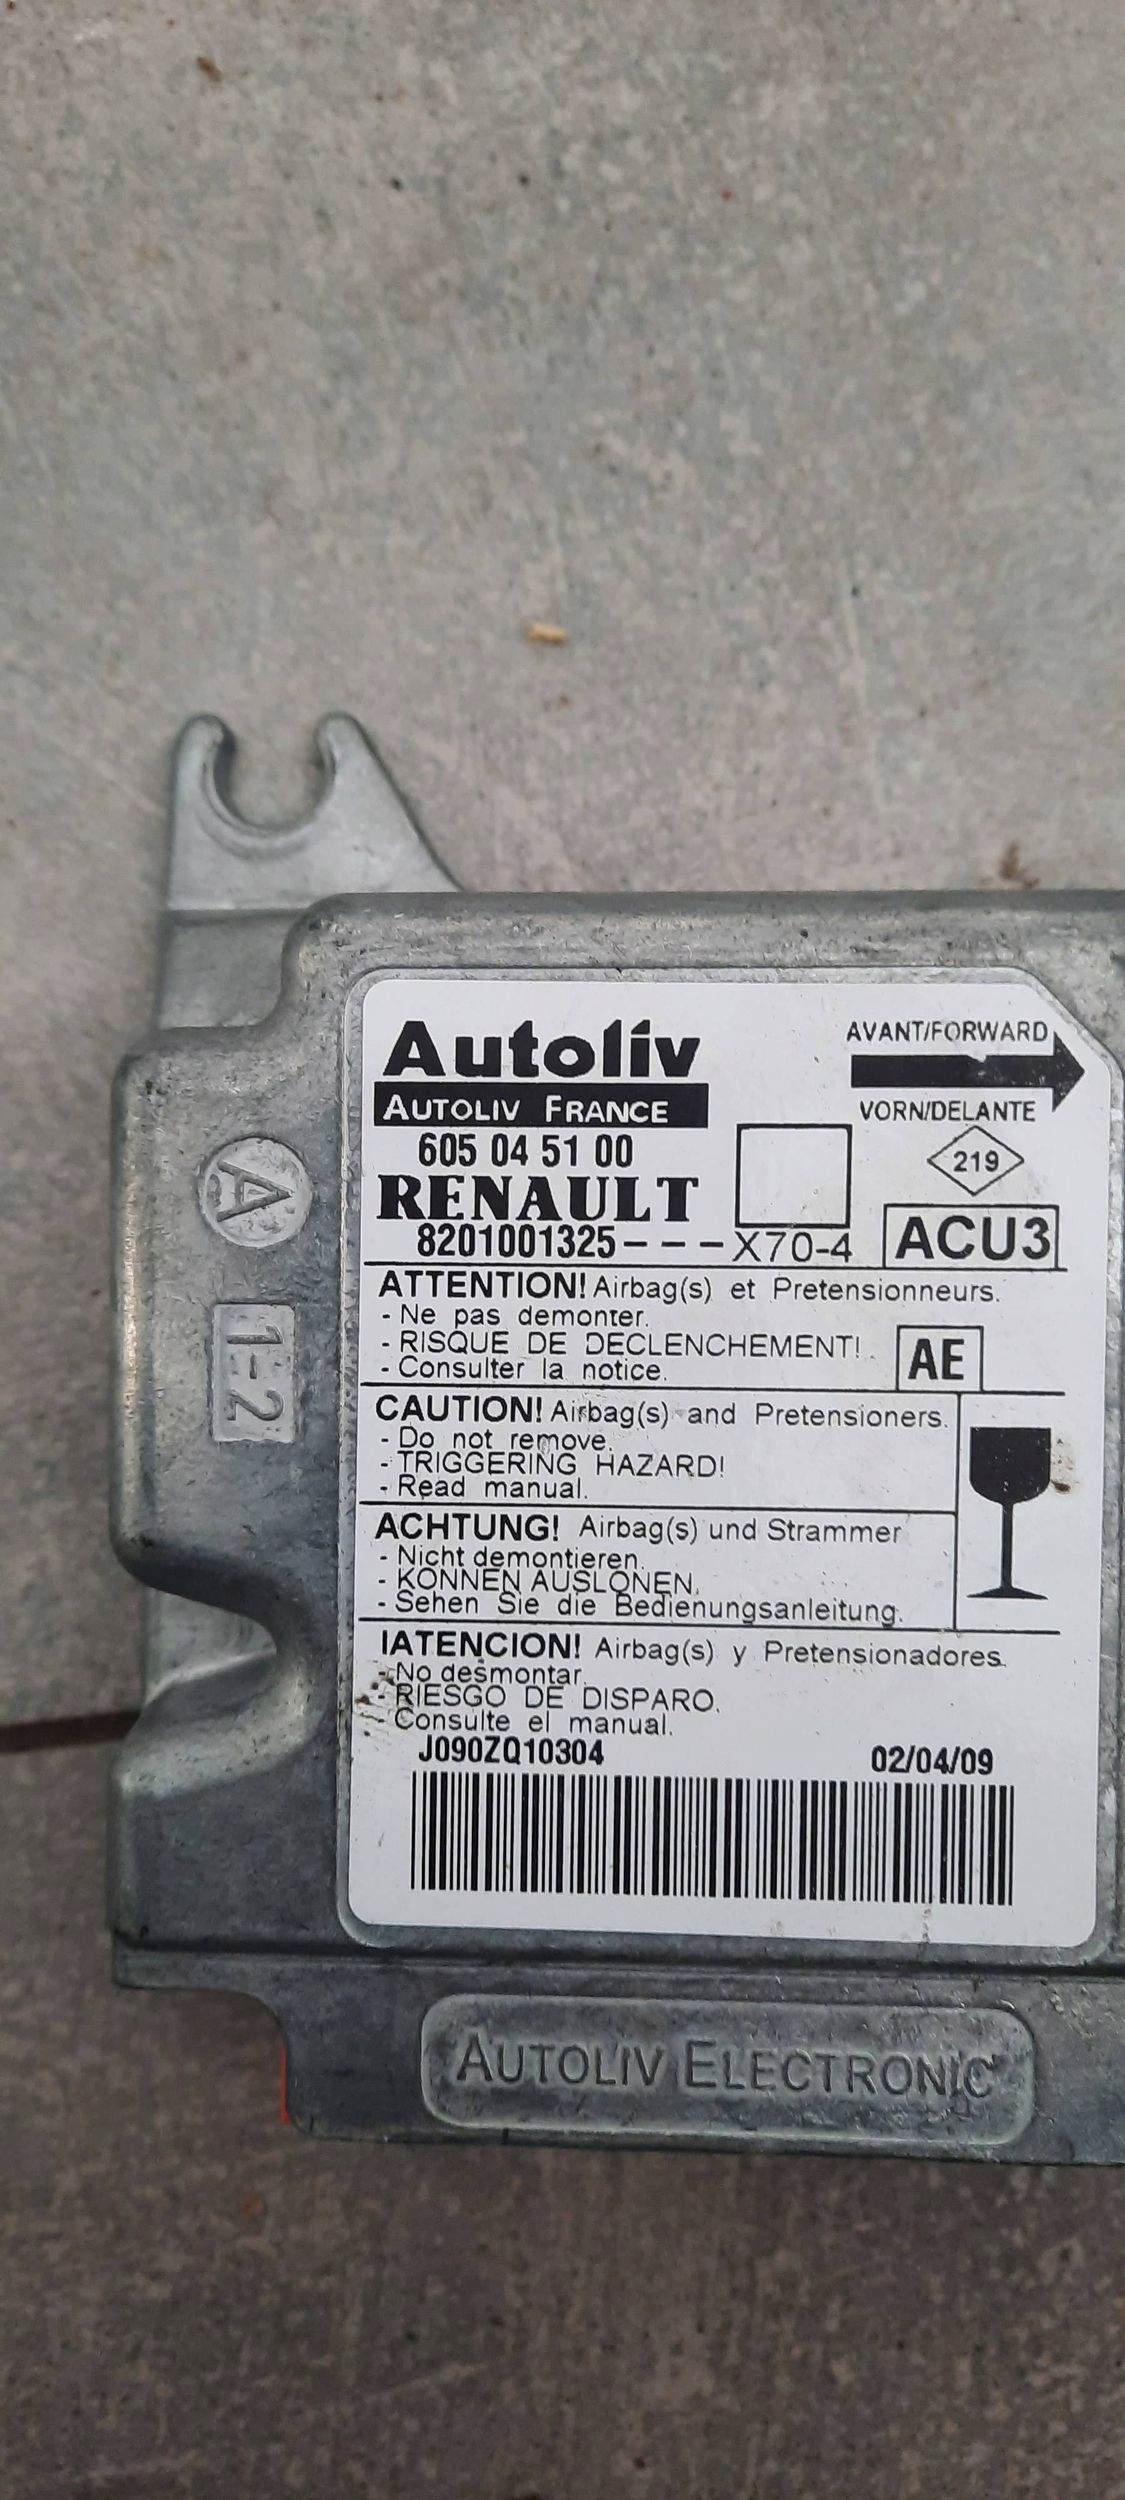 Autoliv
AUTOLIV FRANCE
605 04 51 00
RENAULT
8201001325---X70-4
AVANT/FORWARD
VORN/DELANTE
219
ACU3
ATTENTION! Airbag(s) et Pretensionneurs.
- Ne pas demonter.
- RISQUE DE DECLENCHEMENT!
- Consulter la notice.
AE
CAUTION! Airbag(s) and Pretensioners.
- Do not remove.
- TRIGGERING HAZARD!
- Read manual.
ACHTUNG! Airbag(s) und Strammer
- Nicht demontieren.
- KONNEN AUSLONEN.
- Sehen Sie die Bedienungsanleitung.
IATENCION! Airbag(s) y Pretensionadores.
- No desmontar.
- RIESGO DE DISPARO.
Consulte el manual.
J090ZQ10304 02/04/09
A
1-2
AUTOLIV ELECTRONIC